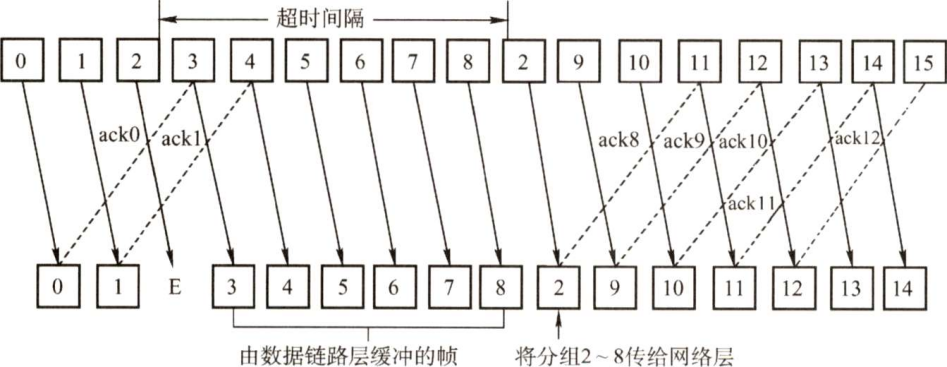 超时间隔
0 1 2 3 4 5 6 7 8 2 9 10 11 12 13 14 15
ack0 ack1 ack8 ack9 ack10 ack12
ack11
0 1 E 3 4 5 6 7 8 2 9 10 11 12 13 14
由数据链路层缓冲的帧 将分组2~8传给网络层